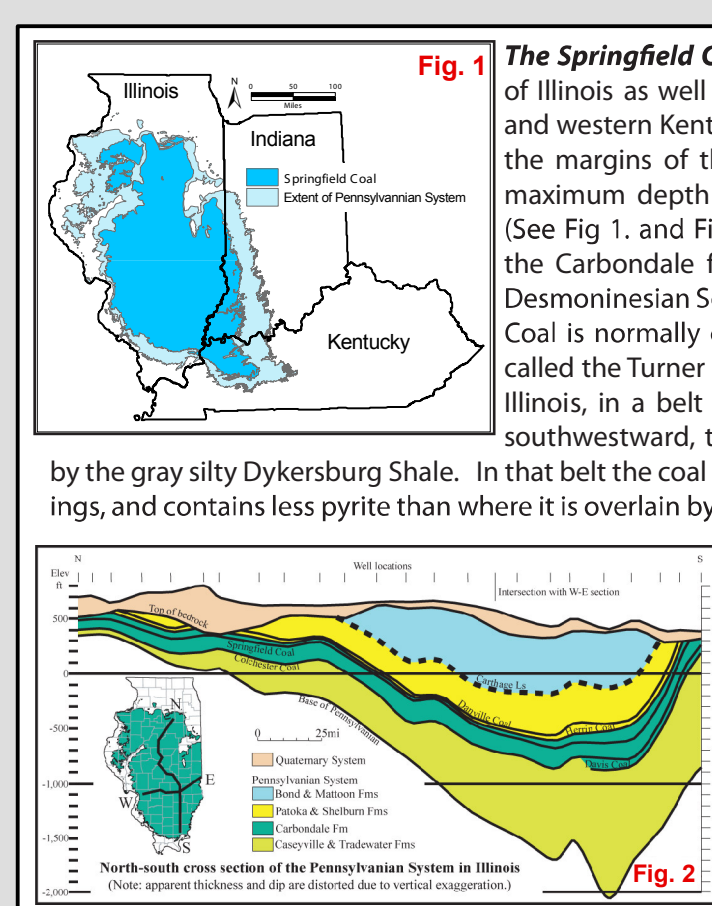 Fig. 1
Illinois
N
0 50 100
Miles
Indiana
Springfield Coal
Extent of Pennsylvannian System
Kentucky
The Springfield C
of Illinois as well
and western Kent
the margins of th
maximum depth
(See Fig 1. and Fi
the Carbondale f
Desmoninesian Se
Coal is normally
called the Turner
Illinois, in a belt
southwestward, t
by the gray silty Dykersburg Shale. In that belt the coal
ings, and contains less pyrite than where it is overlain by
N
S
Elev
ft
Well locations
Intersection with W-E section
500
0
-500
-1,000
-1,500
-2,000
Top of bedrock
Springfield Coal
Colchester Coal
Base of Pennsylvanian
Carthage Ls
Danville Coal
Herrin Coal
Davis Coal
N
E
W
S
0 25mi
Quaternary System
Pennsylvanian System
Bond & Mattoon Fms
Patoka & Shelburn Fms
Carbondale Fm
Caseyville & Tradewater Fms
North-south cross section of the Pennsylvanian System in Illinois
(Note: apparent thickness and dip are distorted due to vertical exaggeration.)
Fig. 2